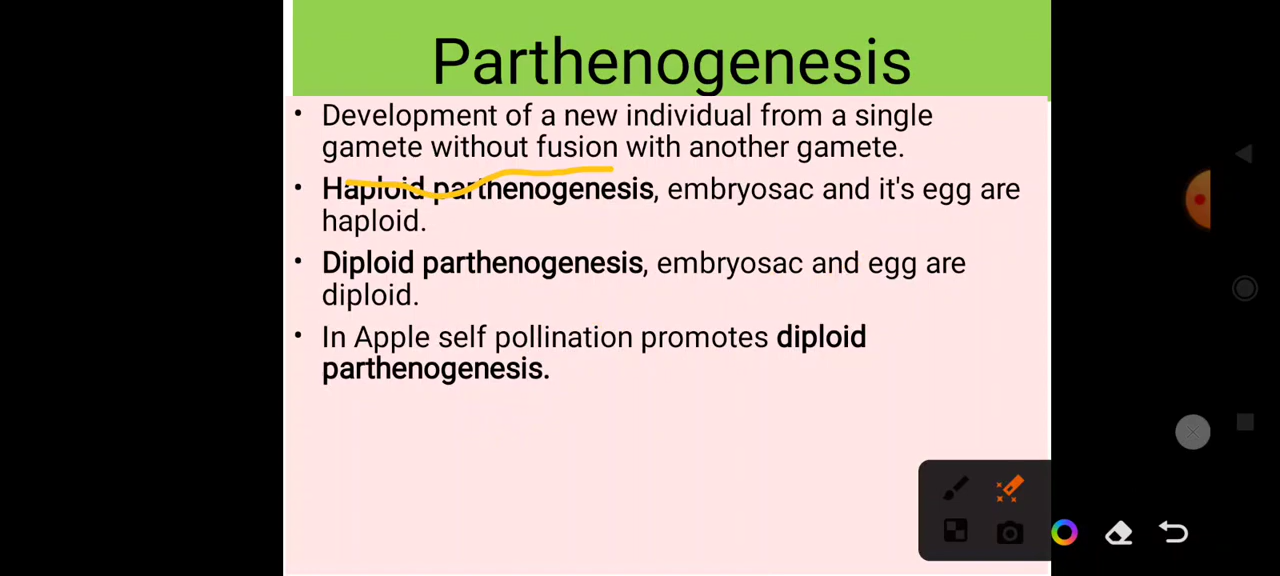 Parthenogenesis
• Development of a new individual from a single
gamete without fusion with another gamete.
• Haploid parthenogenesis, embryosac and it's egg are
haploid.
• Diploid parthenogenesis, embryosac and egg are
diploid.
• In Apple self pollination promotes diploid
parthenogenesis.